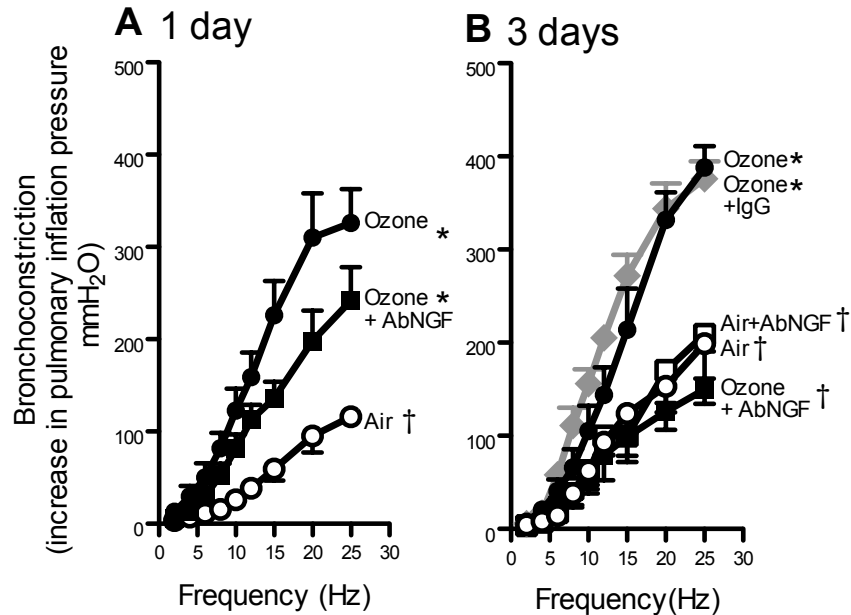 A 1 day
B 3 days
Bronchoconstriction
(increase in pulmonary inflation pressure
mmH₂O)
500
400
300
200
100
0
0 5 10 15 20 25 30
Frequency (Hz)
Ozone *
Ozone *
+ AbNGF
Air †
500
400
300
200
100
0
0 5 10 15 20 25 30
Frequency(Hz)
Ozone *
Ozone *
+IgG
Air+AbNGF †
Air †
Ozone †
+ AbNGF